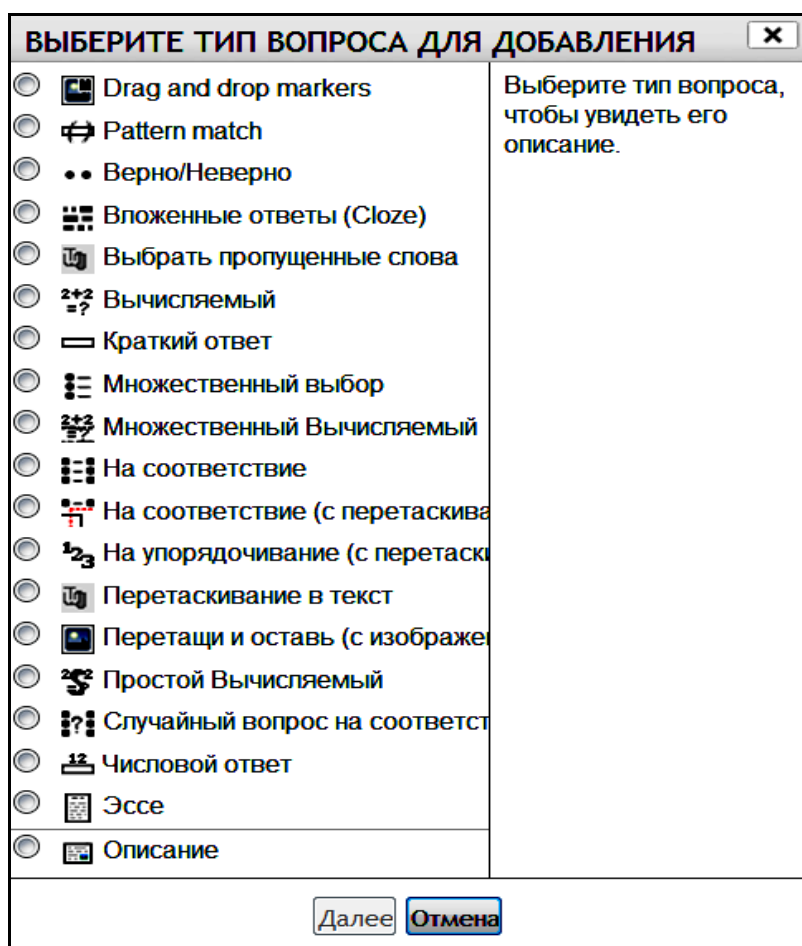 ВЫБЕРИТЕ ТИП ВОПРОСА ДЛЯ ДОБАВЛЕНИЯ
Drag and drop markers
Pattern match
Верно/Неверно
Вложенные ответы (Cloze)
Выбрать пропущенные слова
Вычисляемый
Краткий ответ
Множественный выбор
Множественный Вычисляемый
На соответствие
На соответствие (с перетаскива
На упорядочивание (с перетаски
Перетаскивание в текст
Перетащи и оставь (с изображе
Простой Вычисляемый
Случайный вопрос на соответст
Числовой ответ
Эссе
Описание
Выберите тип вопроса,
чтобы увидеть его
описание.
Далее Отмена